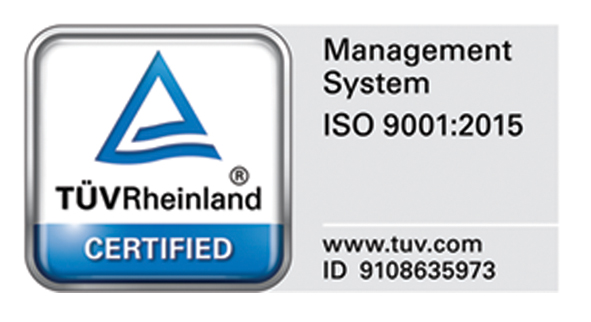 TÜVRheinland®
CERTIFIED
Management
System
ISO 9001:2015
www.tuv.com
ID 9108635973